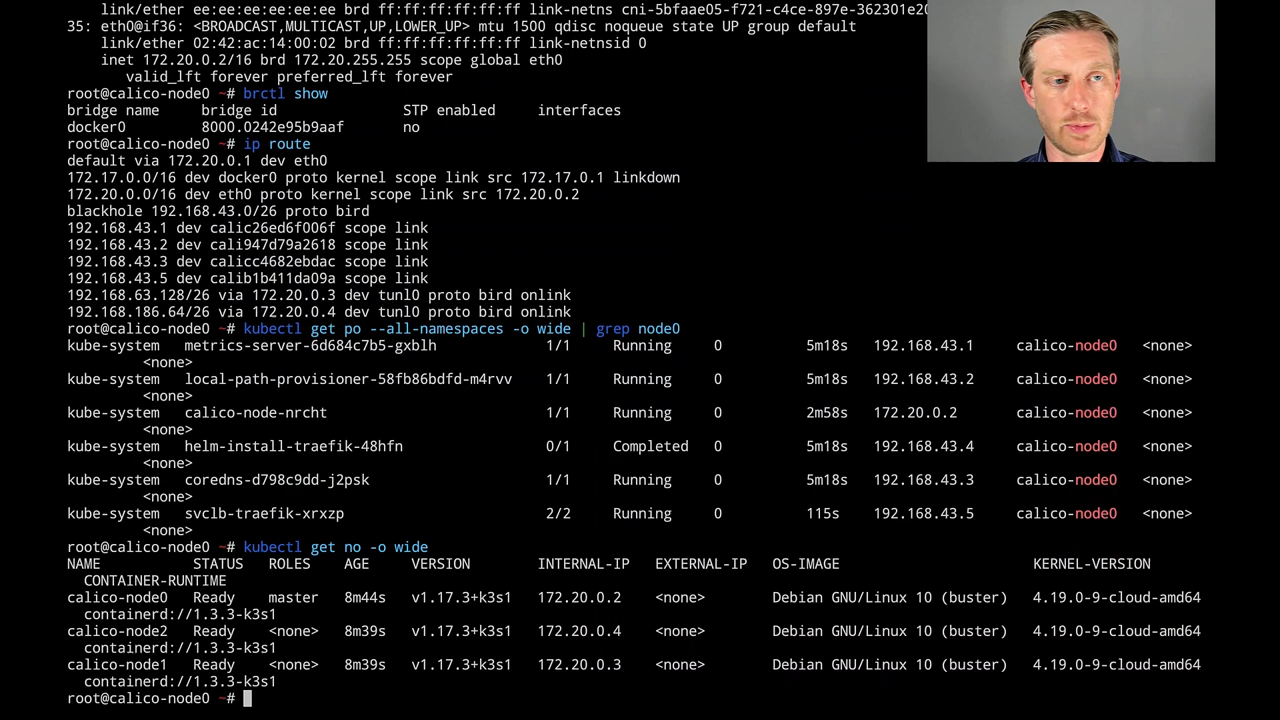 link/ether ee:ee:ee:ee:ee:ee brd ff:ff:ff:ff:ff:ff link-netns cni-5bfaae05-f721-c4ce-897e-362301e20
35: eth0@if36: <BROADCAST,MULTICAST,UP,LOWER_UP> mtu 1500 qdisc noqueue state UP group default
link/ether 02:42:ac:14:00:02 brd ff:ff:ff:ff:ff:ff link-netnsid 0
inet 172.20.0.2/16 brd 172.20.255.255 scope global eth0
valid_lft forever preferred_lft forever
root@calico-node0 ~# brctl show
bridge name bridge id STP enabled interfaces
docker0 8000.0242e95b9aaf no
root@calico-node0 ~# ip route
default via 172.20.0.1 dev eth0
172.17.0.0/16 dev docker0 proto kernel scope link src 172.17.0.1 linkdown
172.20.0.0/16 dev eth0 proto kernel scope link src 172.20.0.2
blackhole 192.168.43.0/26 proto bird
192.168.43.1 dev calic26ed6f006f scope link
192.168.43.2 dev cali947d79a2618 scope link
192.168.43.3 dev calicc4682ebdac scope link
192.168.43.5 dev calib1b411da09a scope link
192.168.63.128/26 via 172.20.0.3 dev tunl0 proto bird onlink
192.168.186.64/26 via 172.20.0.4 dev tunl0 proto bird onlink
root@calico-node0 ~# kubectl get po --all-namespaces -o wide | grep node0
kube-system metrics-server-6d684c7b5-gxblh 1/1 Running 0 5m18s 192.168.43.1 calico-node0 <none>
<none>
kube-system local-path-provisioner-58fb86bdfd-m4rvv 1/1 Running 0 5m18s 192.168.43.2 calico-node0 <none>
<none>
kube-system calico-node-nrcht 1/1 Running 0 2m58s 172.20.0.2 calico-node0 <none>
<none>
kube-system helm-install-traefik-48hfn 0/1 Completed 0 5m18s 192.168.43.4 calico-node0 <none>
<none>
kube-system coredns-d798c9dd-j2psk 1/1 Running 0 5m18s 192.168.43.3 calico-node0 <none>
<none>
kube-system svclb-traefik-xrxzp 2/2 Running 0 115s 192.168.43.5 calico-node0 <none>
<none>
root@calico-node0 ~# kubectl get no -o wide
NAME STATUS ROLES AGE VERSION INTERNAL-IP EXTERNAL-IP OS-IMAGE KERNEL-VERSION
CONTAINER-RUNTIME
calico-node0 Ready master 8m44s v1.17.3+k3s1 172.20.0.2 <none> Debian GNU/Linux 10 (buster) 4.19.0-9-cloud-amd64
containerd://1.3.3-k3s1
calico-node2 Ready <none> 8m39s v1.17.3+k3s1 172.20.0.4 <none> Debian GNU/Linux 10 (buster) 4.19.0-9-cloud-amd64
containerd://1.3.3-k3s1
calico-node1 Ready <none> 8m39s v1.17.3+k3s1 172.20.0.3 <none> Debian GNU/Linux 10 (buster) 4.19.0-9-cloud-amd64
containerd://1.3.3-k3s1
root@calico-node0 ~#